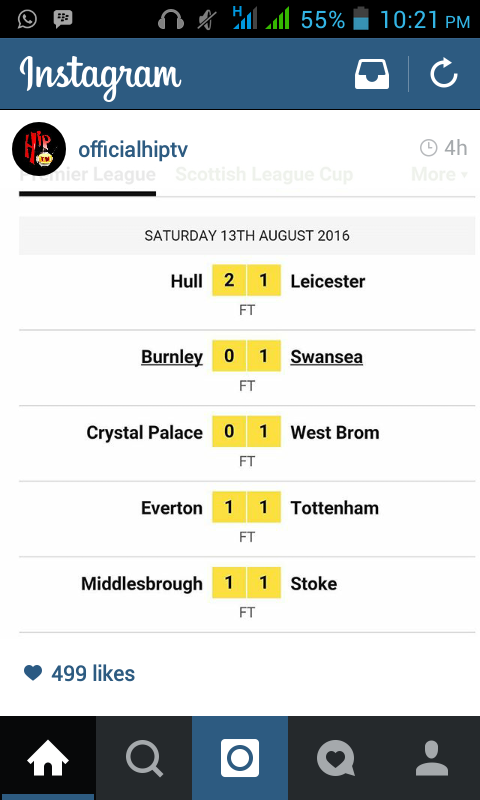 H 55% 10:21 PM
Instagram
officialhiptv 4h
Premier League Scottish League Cup More
SATURDAY 13TH AUGUST 2016
Hull 2 1 Leicester
FT
Burnley 0 1 Swansea
FT
Crystal Palace 0 1 West Brom
FT
Everton 1 1 Tottenham
FT
Middlesbrough 1 1 Stoke
FT
499 likes